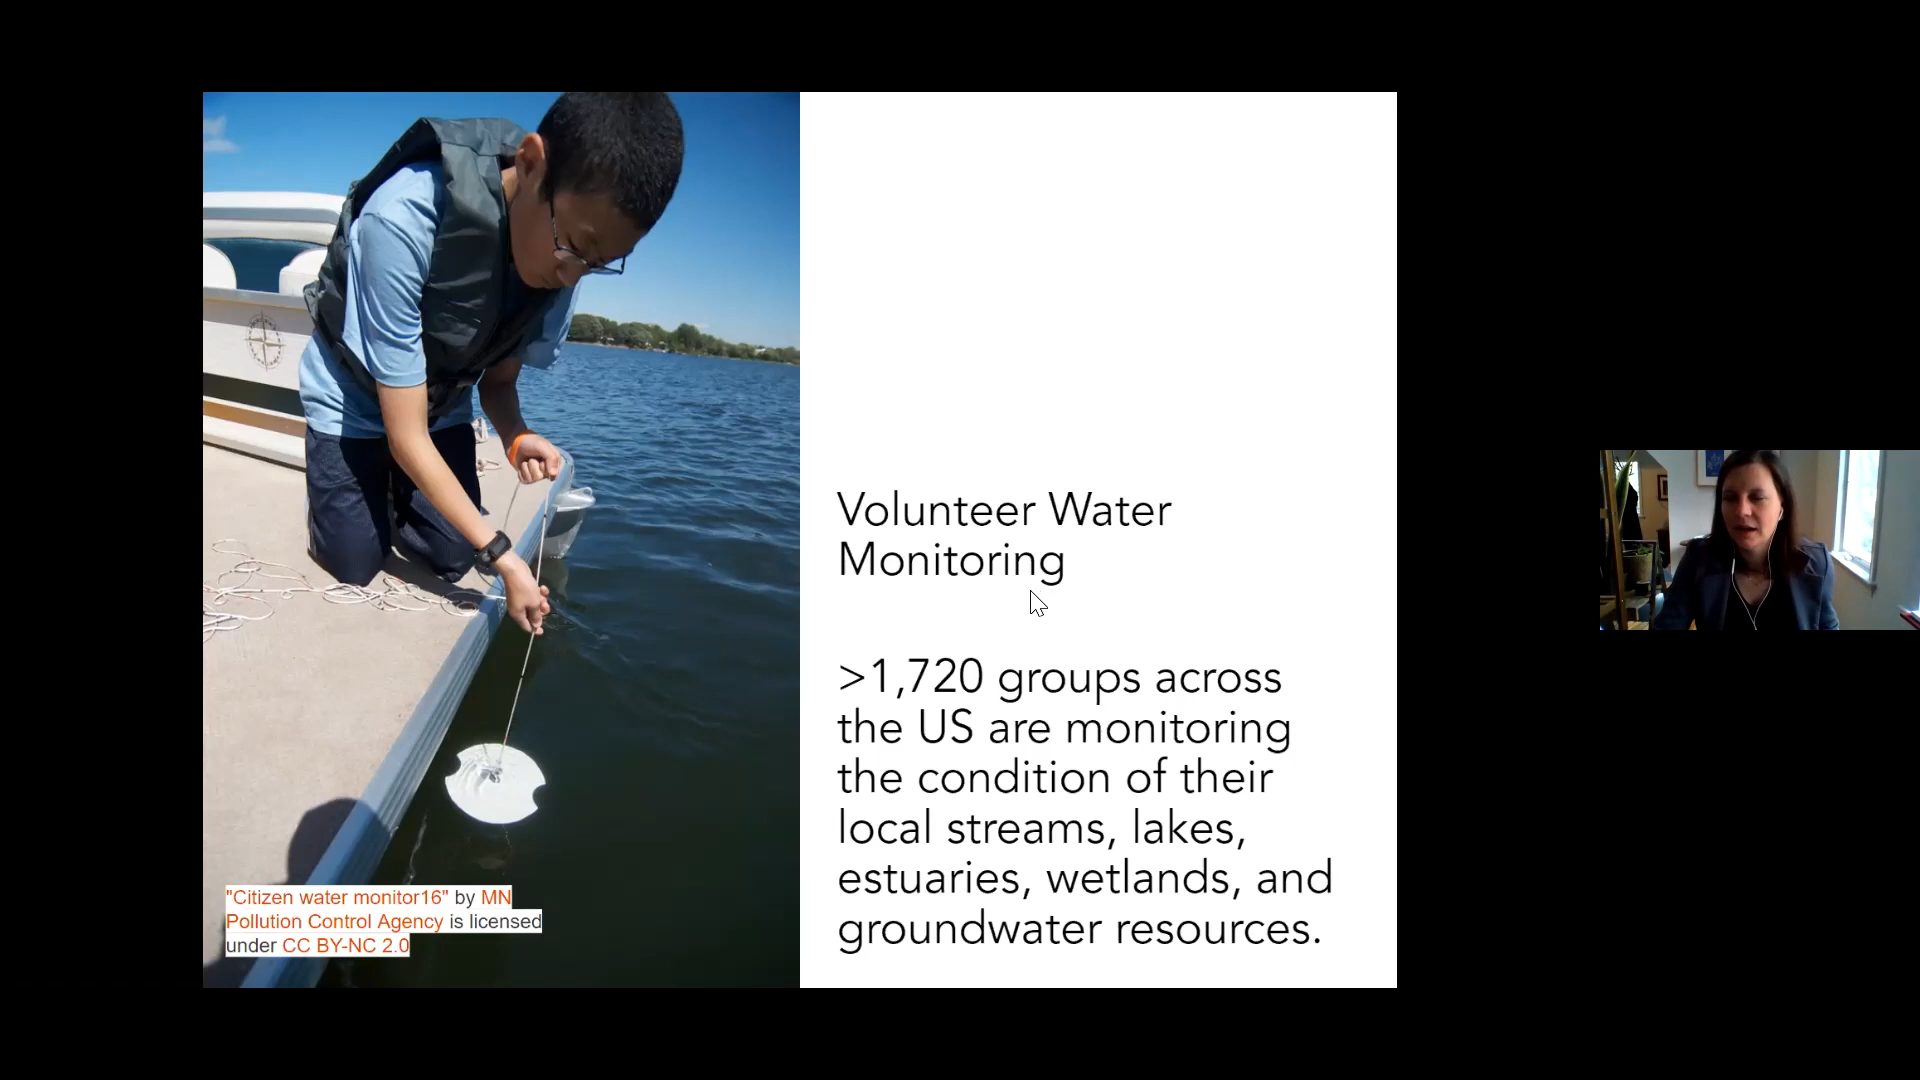 Volunteer Water
Monitoring
>1,720 groups across
the US are monitoring
the condition of their
local streams, lakes,
estuaries, wetlands, and
groundwater resources.
"Citizen water monitor16" by MN
Pollution Control Agency is licensed
under CC BY-NC 2.0